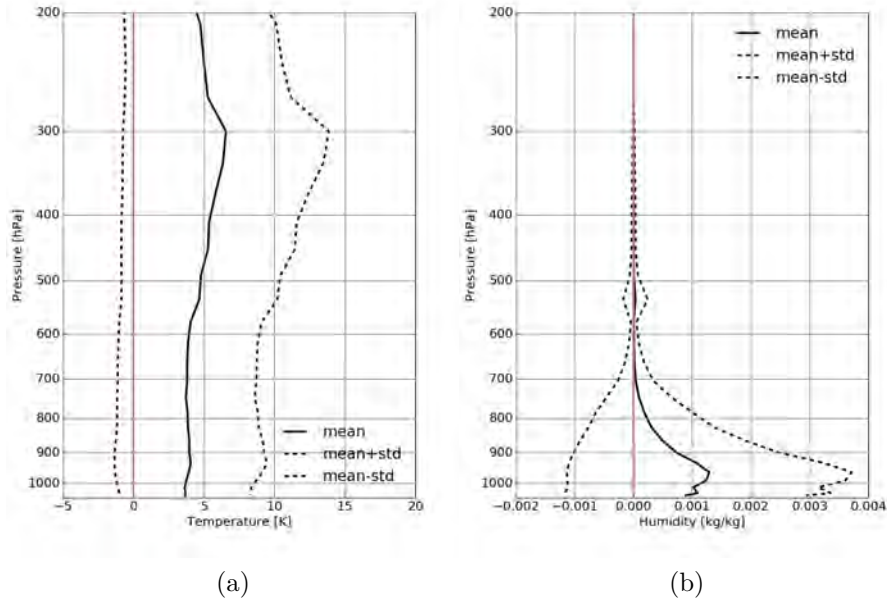 200
300
400
500
600
700
800
900
1000
Pressure [hPa]
mean
mean+std
mean-std
−5 0 5 10 15 20
Temperature [K]
(a)
200
300
400
500
600
700
800
900
1000
Pressure [hPa]
mean
mean+std
mean-std
−0.002 −0.001 0.000 0.001 0.002 0.003 0.004
Humidity [kg/kg]
(b)